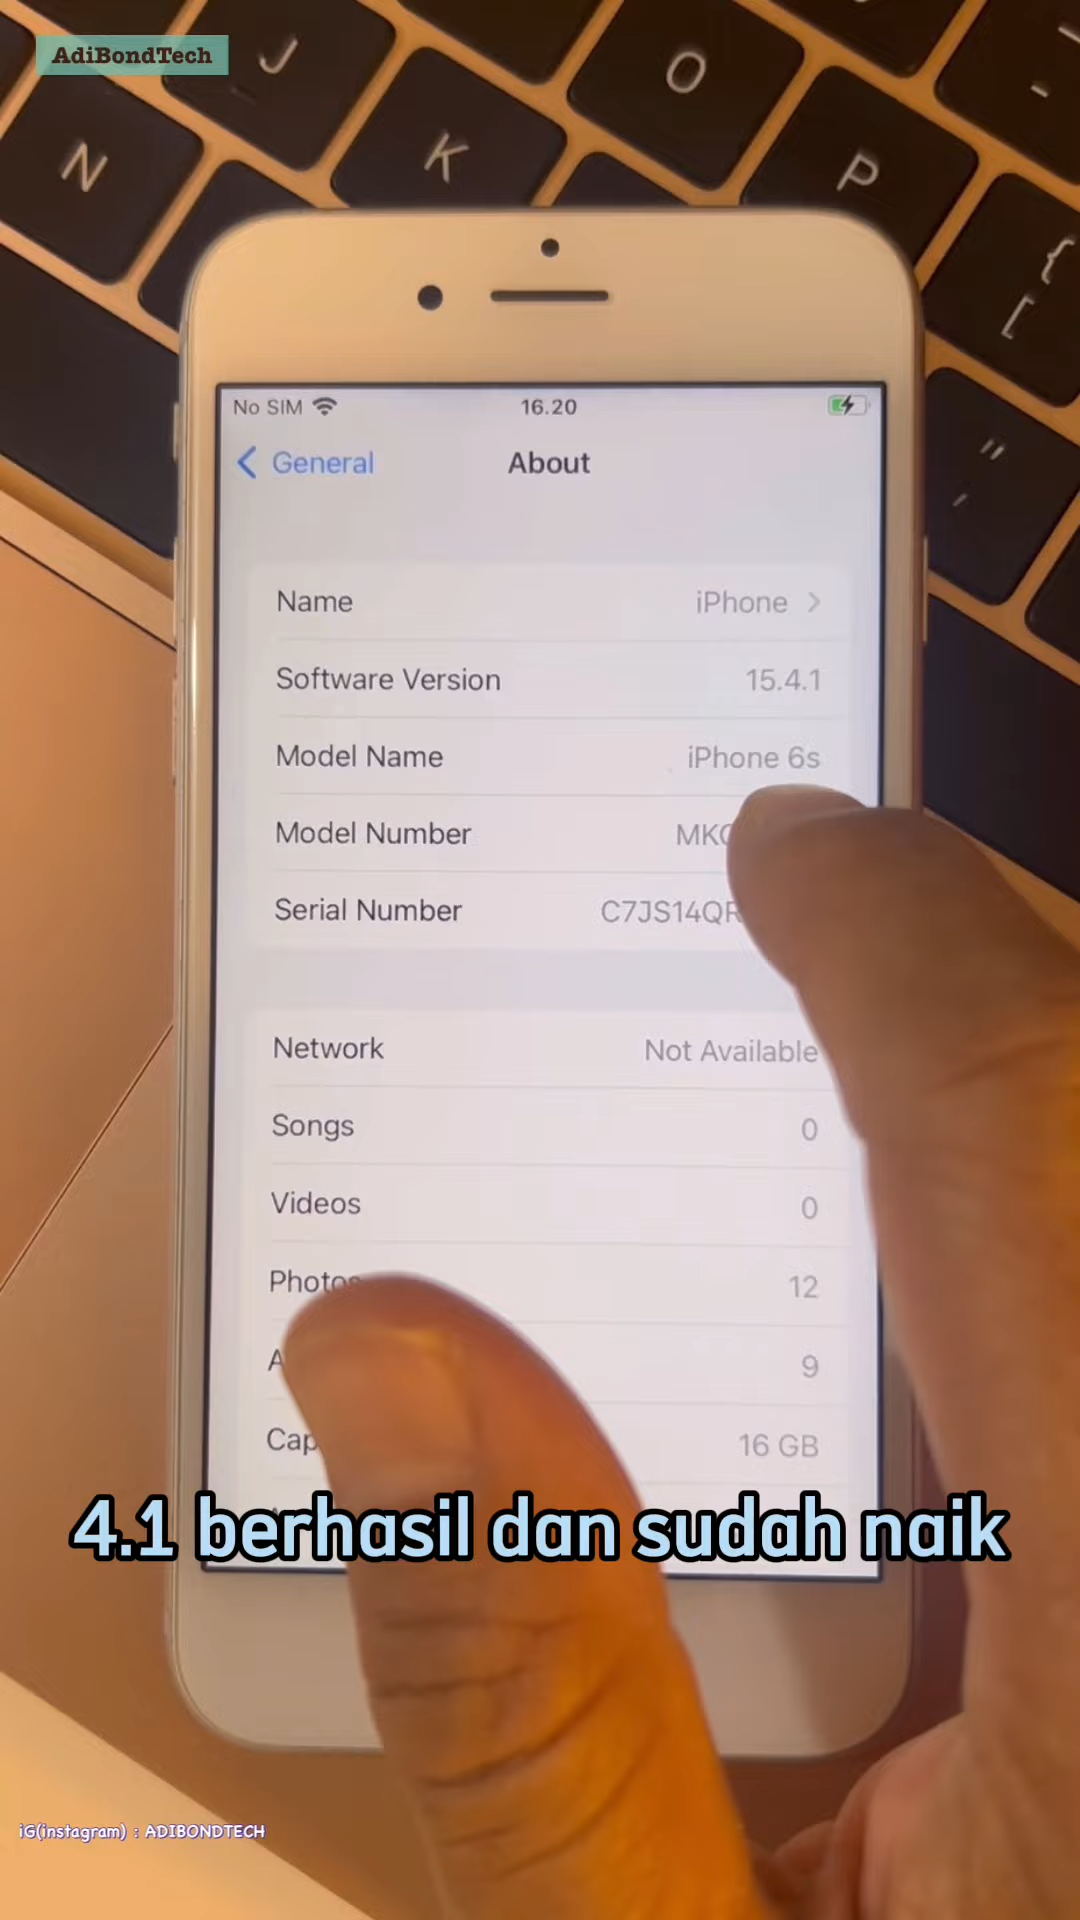 AdiBondTech
J
O
-
N
K
P
{
[
"
,
No SIM
16.20
General
About
Name
iPhone
Software Version
15.4.1
Model Name
iPhone 6s
Model Number
Serial Number
Network
Not Available
Songs
0
Videos
0
Photos
12
9
16 GB
4.1 berhasil dan sudah naik
iG(instagram) : ADIBONDTECH